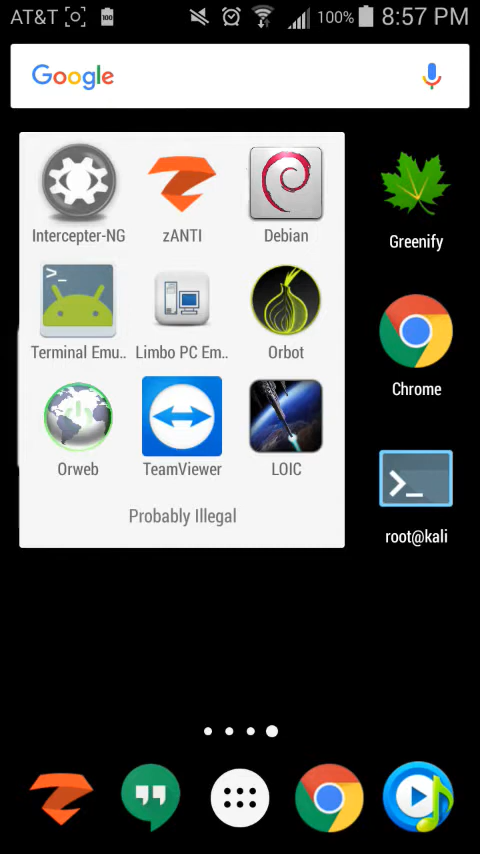 AT&T 100 100% 8:57 PM
Google
Intercepter-NG zANTI Debian
Greenify
>_
Terminal Emu.. Limbo PC Em.. Orbot
Chrome
Orweb TeamViewer LOIC
>_
Probably Illegal
root@kali